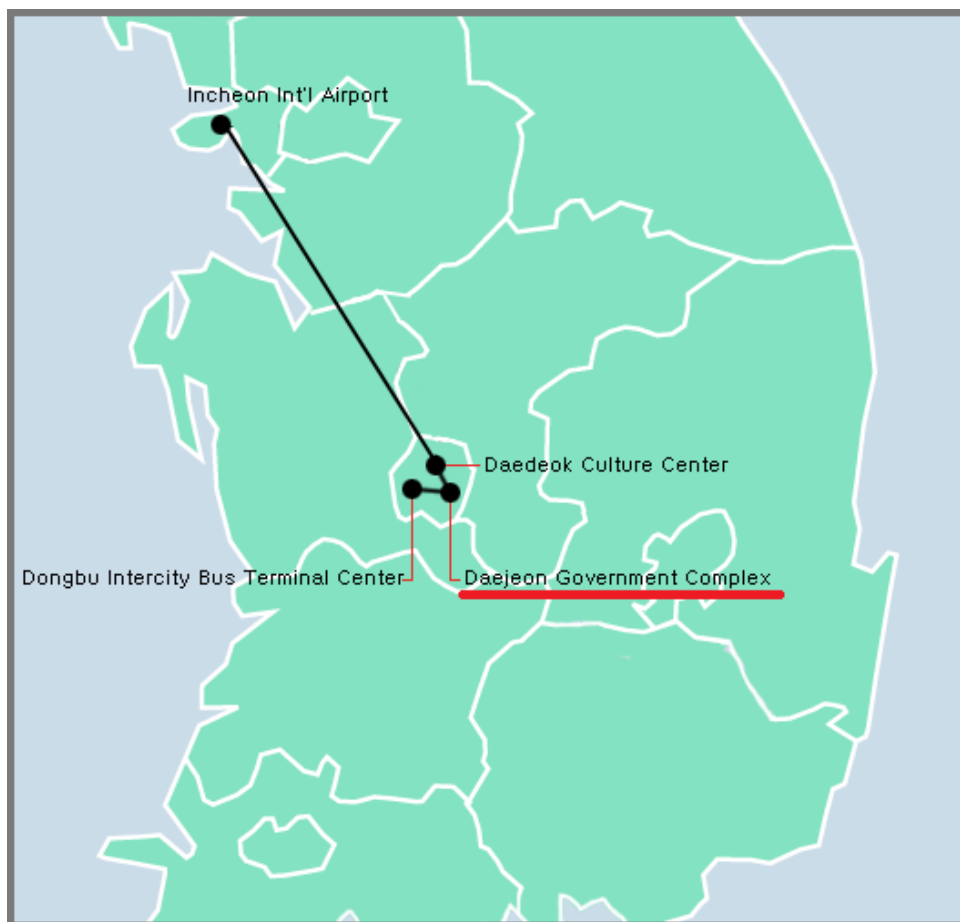 Incheon Int'l Airport
Daedeok Culture Center
Dongbu Intercity Bus Terminal Center
Daejeon Government Complex